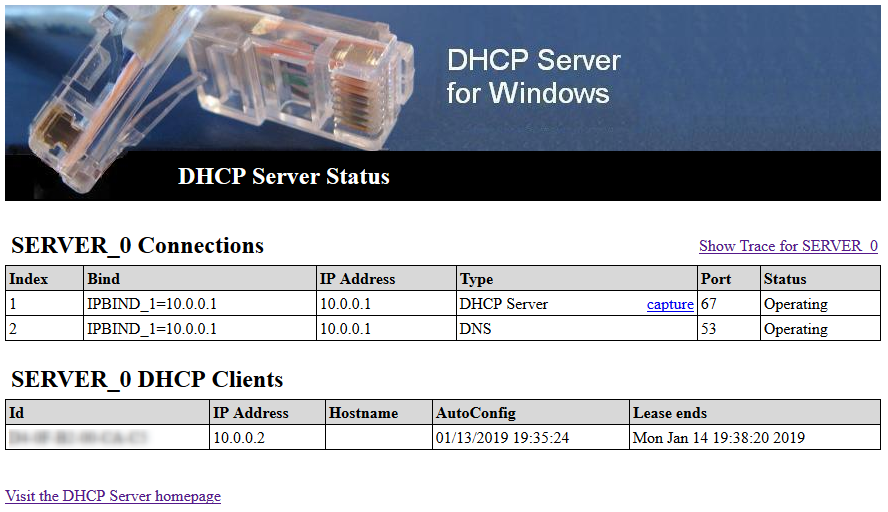 DHCP Server
for Windows
DHCP Server Status
SERVER_0 Connections Show Trace for SERVER_0
Index Bind IP Address Type Port Status
1 IPBIND_1=10.0.0.1 10.0.0.1 DHCP Server capture 67 Operating
2 IPBIND_1=10.0.0.1 10.0.0.1 DNS 53 Operating
SERVER_0 DHCP Clients
Id IP Address Hostname AutoConfig Lease ends
10.0.0.2 01/13/2019 19:35:24 Mon Jan 14 19:38:20 2019
Visit the DHCP Server homepage